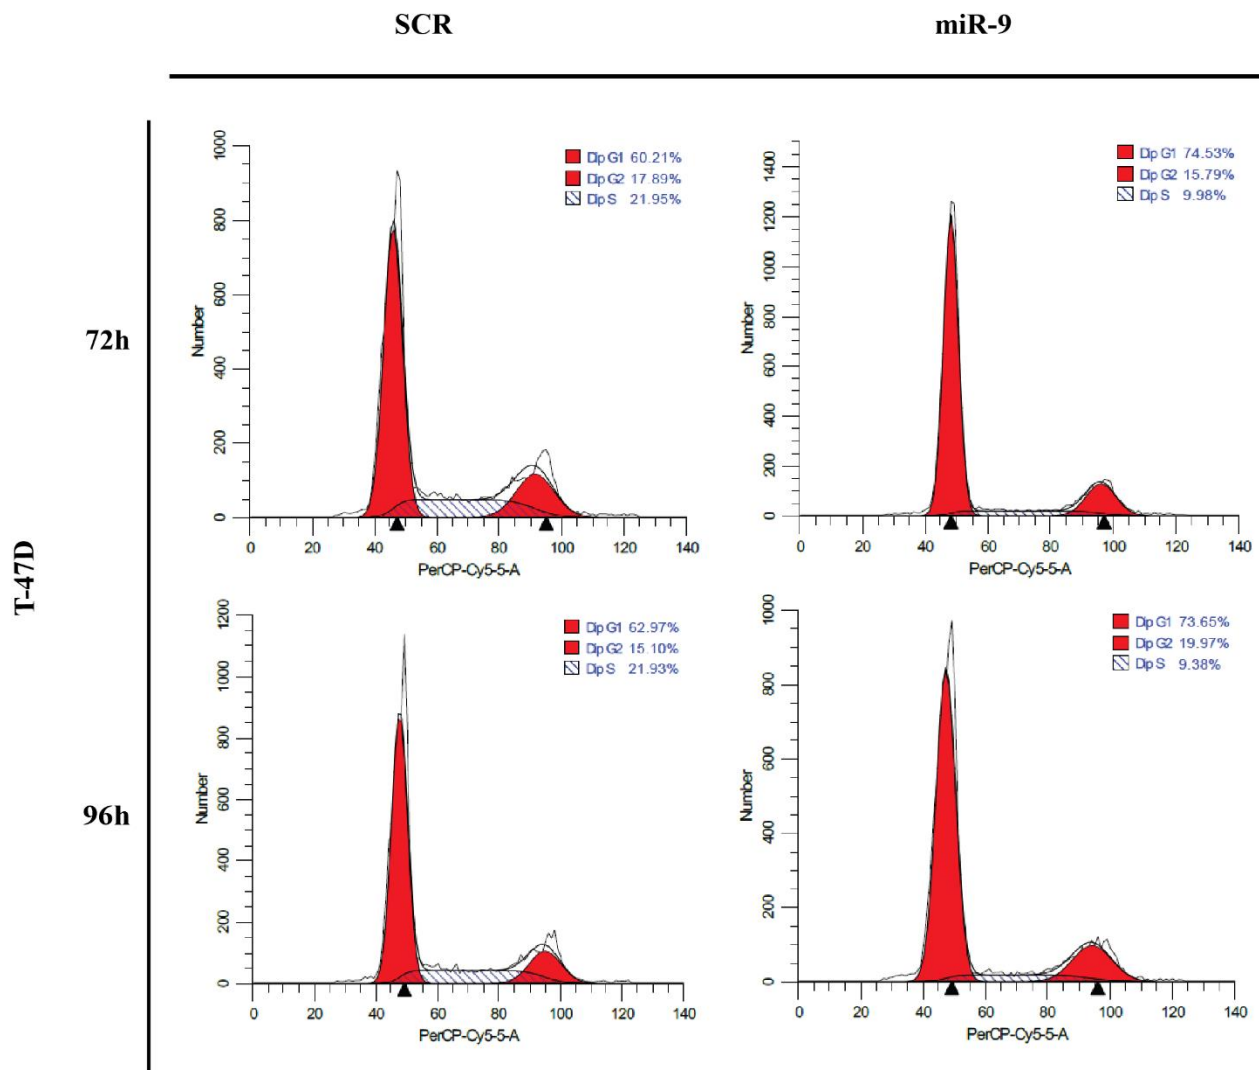 SCR
miR-9
T-47D
72h
1000
800
600
400
200
0
Number
Dip G1 60.21%
Dip G2 17.89%
Dip S 21.95%
0 20 40 60 80 100 120 140
PerCP-Cy5-5-A
1400
1200
1000
800
600
400
200
0
Number
Dip G1 74.53%
Dip G2 15.79%
Dip S 9.98%
0 20 40 60 80 100 120 140
PerCP-Cy5-5-A
96h
1200
1000
800
600
400
200
0
Number
Dip G1 62.97%
Dip G2 15.10%
Dip S 21.93%
0 20 40 60 80 100 120 140
PerCP-Cy5-5-A
1000
800
600
400
200
0
Number
Dip G1 73.65%
Dip G2 19.97%
Dip S 9.38%
0 20 40 60 80 100 120 140
PerCP-Cy5-5-A